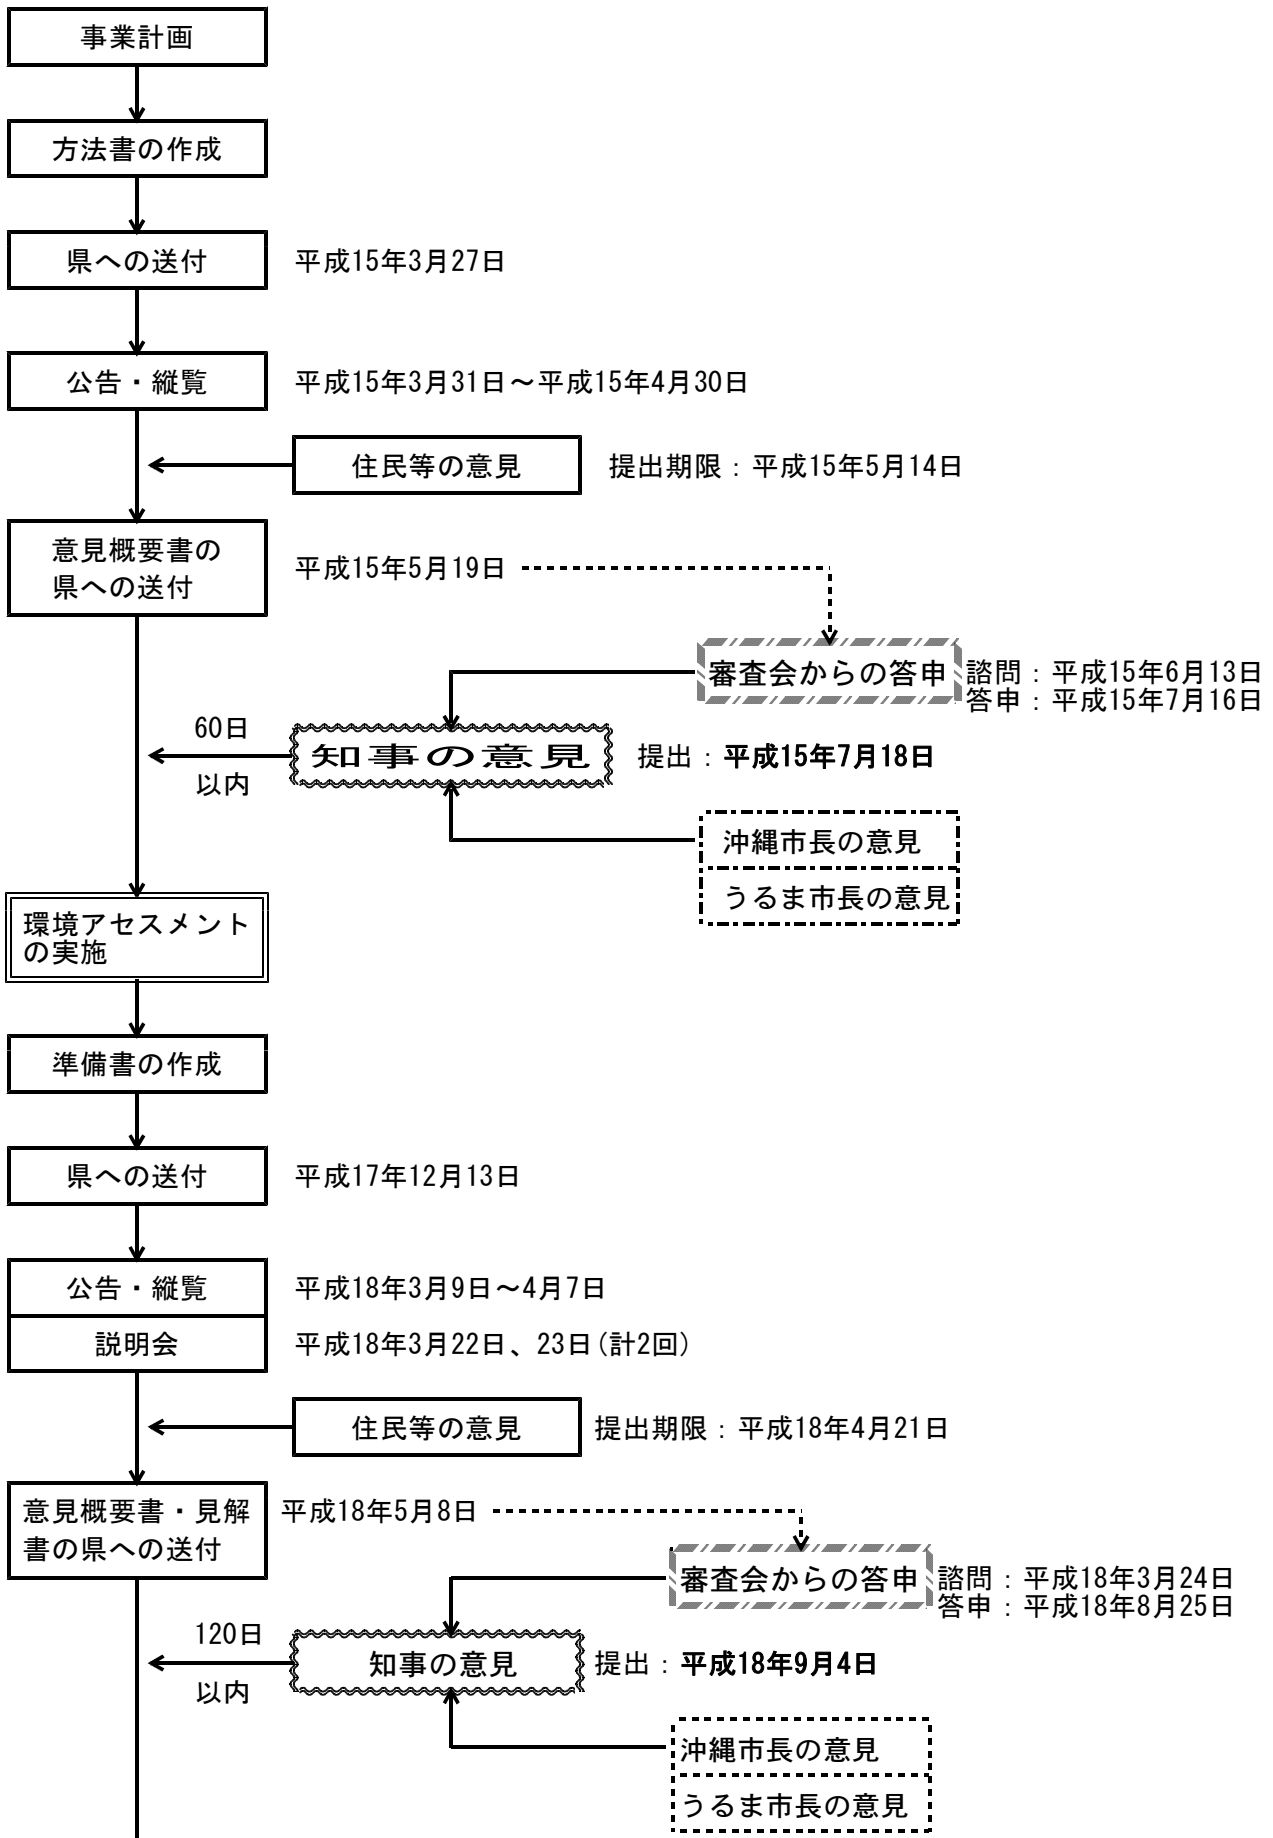 事業計画
方法書の作成
県への送付
平成15年3月27日
公告・縦覧
平成15年3月31日～平成15年4月30日
住民等の意見
提出期限：平成15年5月14日
意見概要書の
県への送付
平成15年5月19日
審査会からの答申
諮問：平成15年6月13日
答申：平成15年7月16日
60日
以内
知事の意見
提出：平成15年7月18日
沖縄市長の意見
うるま市長の意見
環境アセスメント
の実施
準備書の作成
県への送付
平成17年12月13日
公告・縦覧
平成18年3月9日～4月7日
説明会
平成18年3月22日、23日(計2回)
住民等の意見
提出期限：平成18年4月21日
意見概要書・見解
書の県への送付
平成18年5月8日
審査会からの答申
諮問：平成18年3月24日
答申：平成18年8月25日
120日
以内
知事の意見
提出：平成18年9月4日
沖縄市長の意見
うるま市長の意見